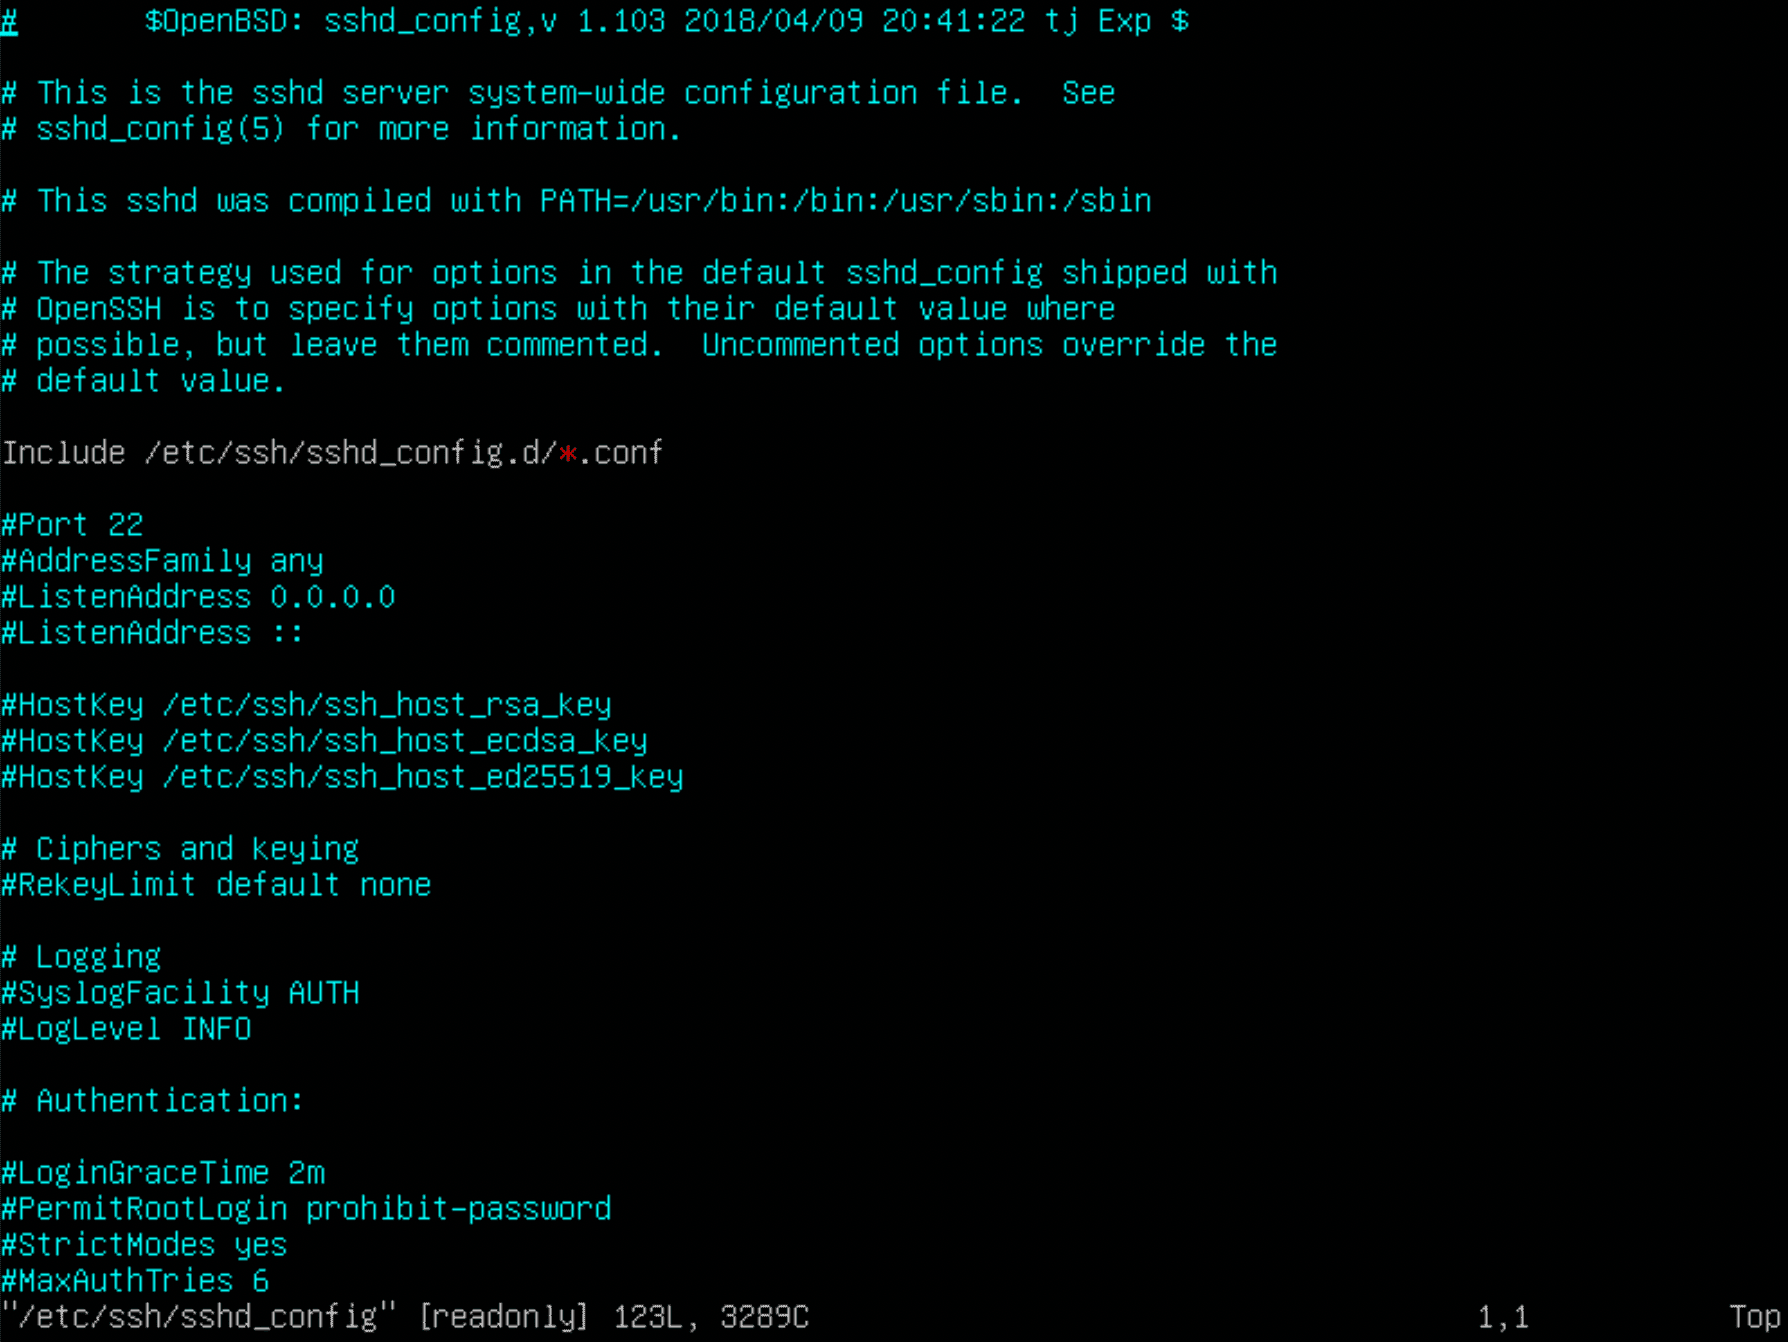 #       $OpenBSD: sshd_config,v 1.103 2018/04/09 20:41:22 tj Exp $

# This is the sshd server system-wide configuration file.  See
# sshd_config(5) for more information.

# This sshd was compiled with PATH=/usr/bin:/bin:/usr/sbin:/sbin

# The strategy used for options in the default sshd_config shipped with
# OpenSSH is to specify options with their default value where
# possible, but leave them commented.  Uncommented options override the
# default value.

Include /etc/ssh/sshd_config.d/*.conf

#Port 22
#AddressFamily any
#ListenAddress 0.0.0.0
#ListenAddress ::

#HostKey /etc/ssh/ssh_host_rsa_key
#HostKey /etc/ssh/ssh_host_ecdsa_key
#HostKey /etc/ssh/ssh_host_ed25519_key

# Ciphers and keying
#RekeyLimit default none

# Logging
#SyslogFacility AUTH
#LogLevel INFO

# Authentication:

#LoginGraceTime 2m
#PermitRootLogin prohibit-password
#StrictModes yes
#MaxAuthTries 6
"/etc/ssh/sshd_config" [readonly] 123L, 3289C 1,1 Top